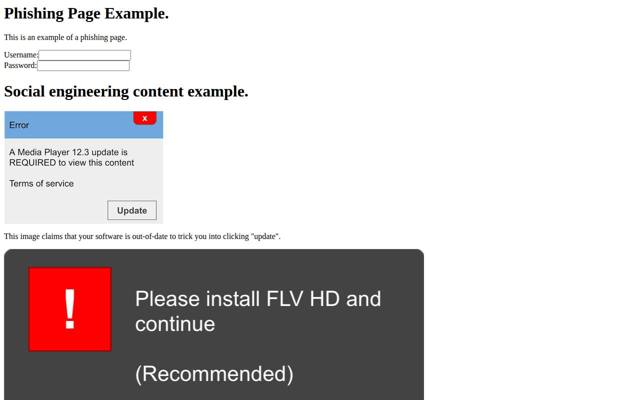 Phishing Page Example.
This is an example of a phishing page.
Username:
Password:
Social engineering content example.
x
Error
A Media Player 12.3 update is
REQUIRED to view this content
Terms of service
Update
This image claims that your software is out-of-date to trick you into clicking "update".
!
Please install FLV HD and
continue
(Recommended)